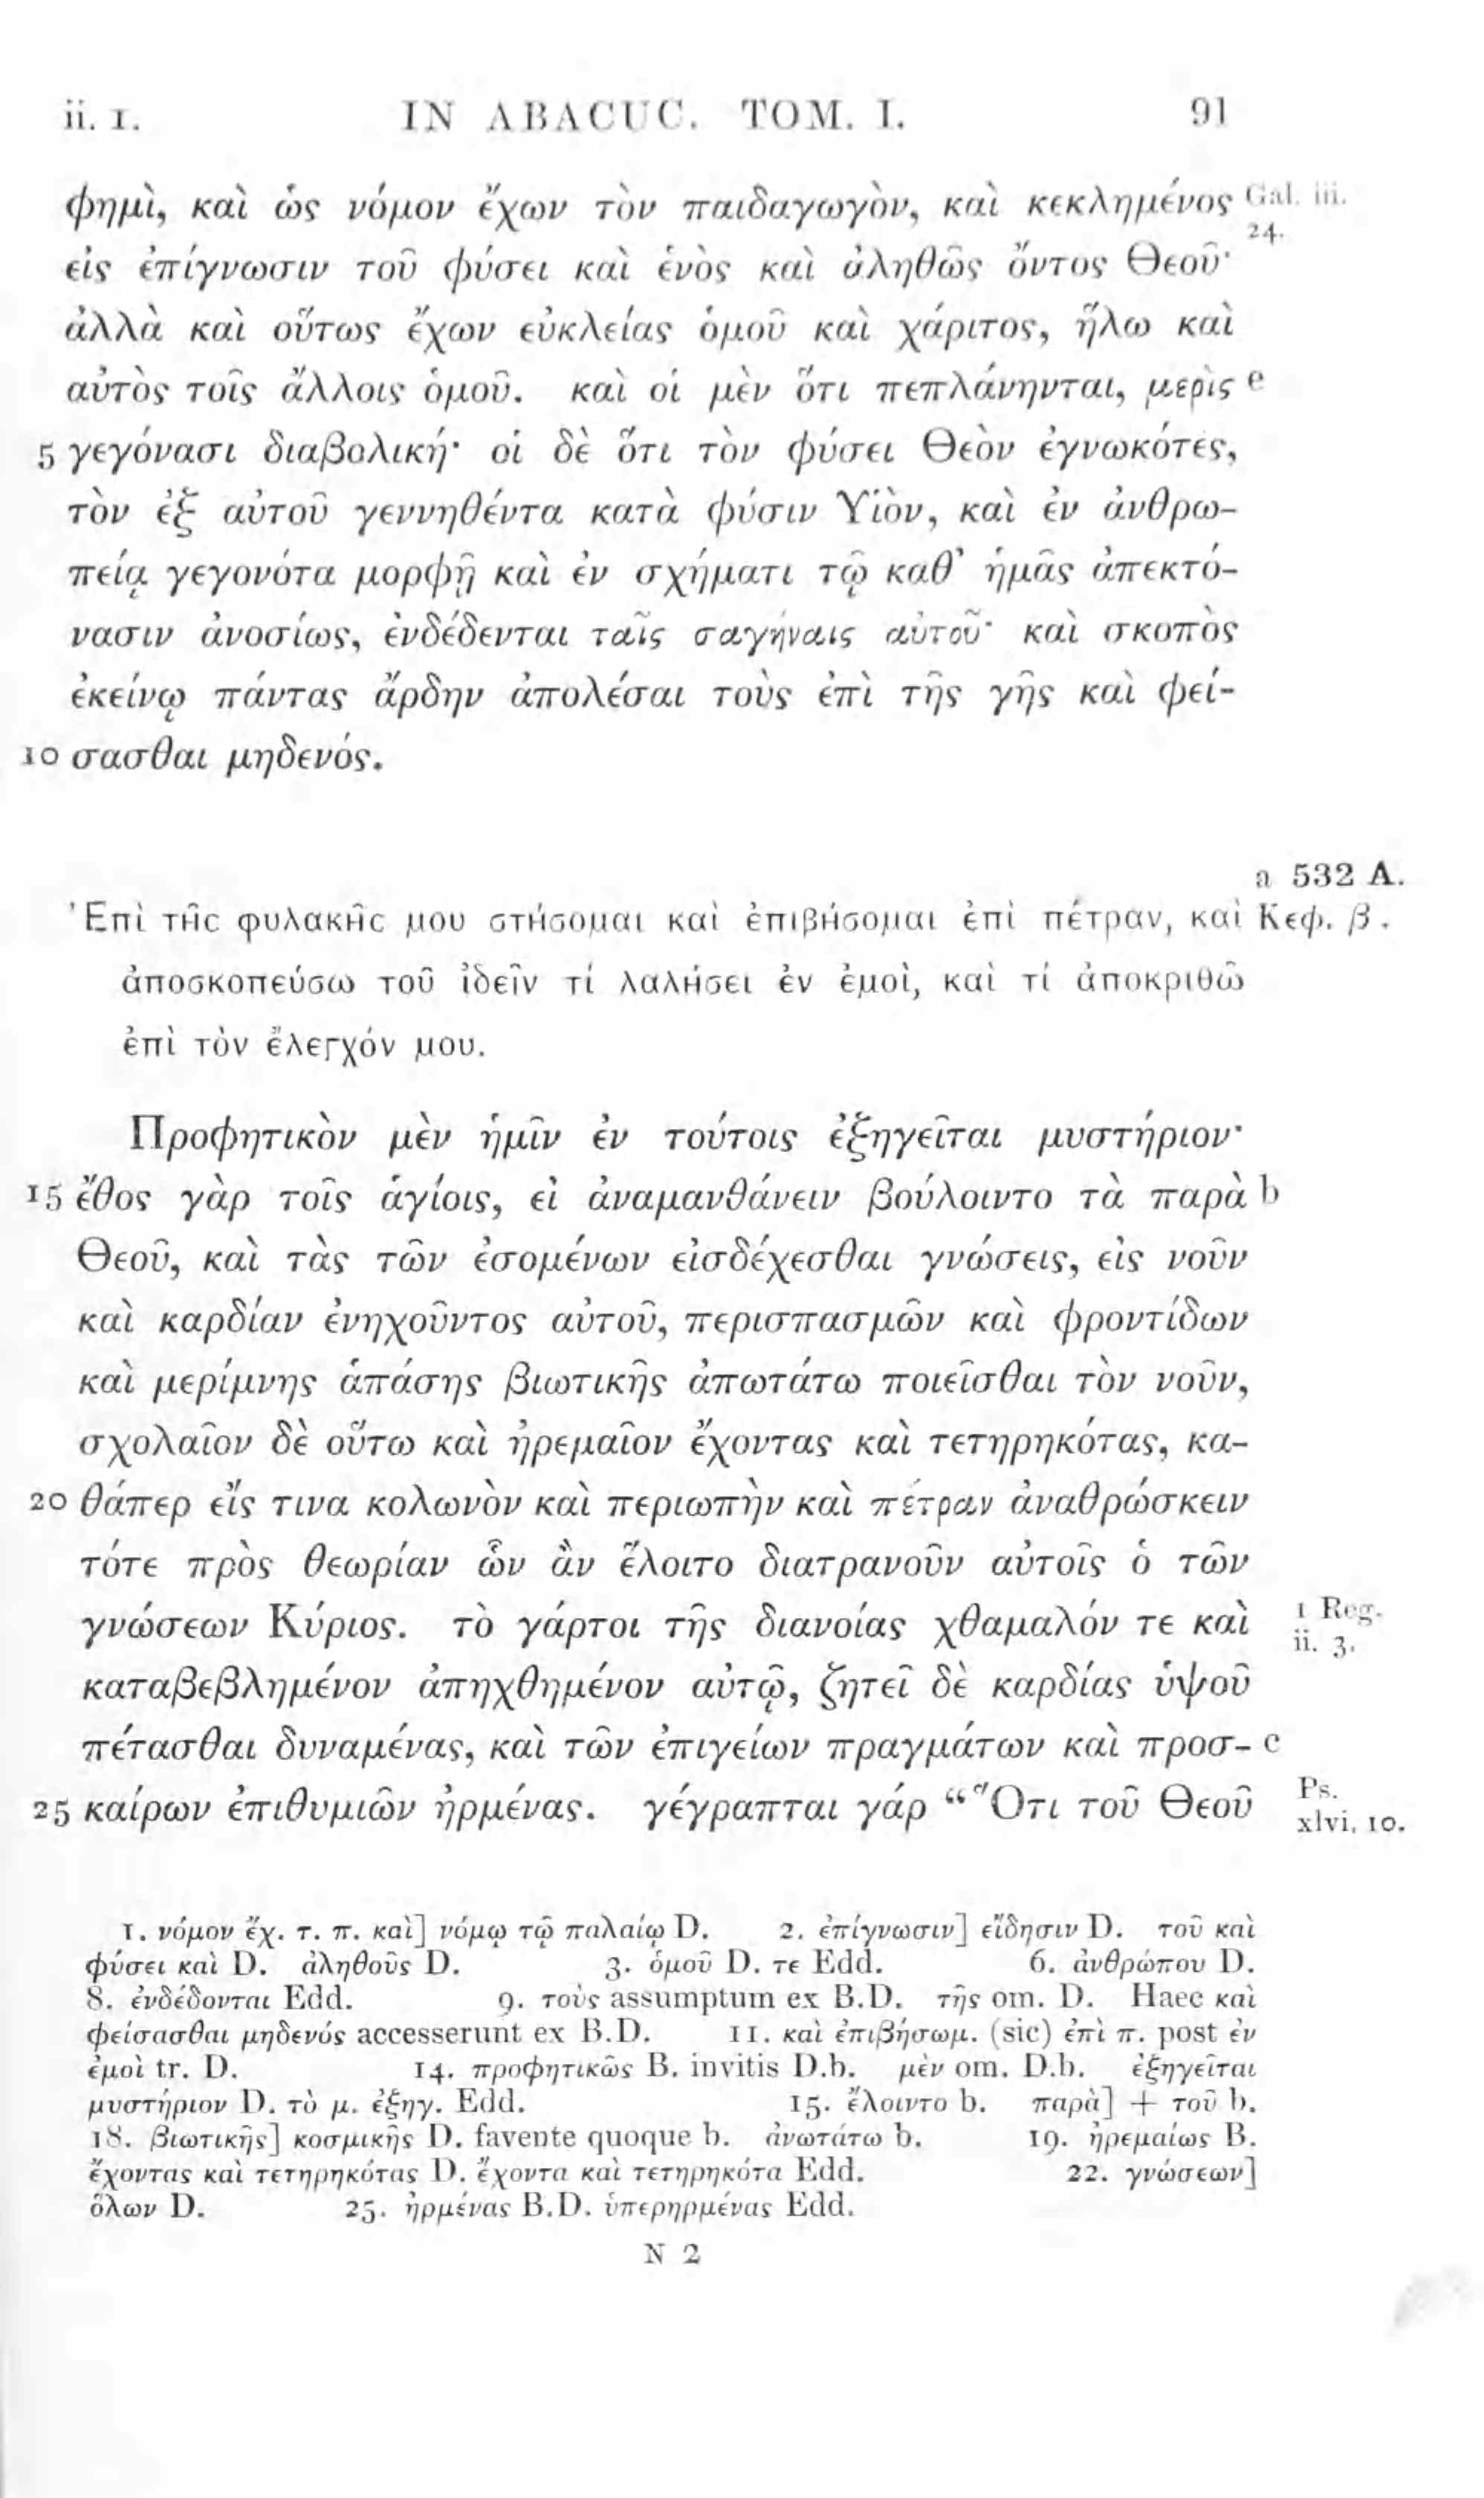 ii. 1. IN ABACUC. TOM. I. 91
φημὶ, καὶ ὡς νόμον ἔχων τὸν παιδαγωγὸν, καὶ κεκλημένος Gal. iii. 24.
εἰς ἐπίγνωσιν τοῦ φύσει καὶ ἑνὸς καὶ ἀληθῶς ὄντος Θεοῦ·
ἀλλὰ καὶ οὕτως ἔχων εὐκλείας ὁμοῦ καὶ χάριτος, ἥλω καὶ
αὐτὸς τοῖς ἄλλοις ὁμοῦ. καὶ οἱ μὲν ὅτι πεπλάνηνται, μερὶς e
5 γεγόνασι διαβολική· οἱ δὲ ὅτι τὸν φύσει Θεὸν ἐγνωκότες,
τὸν ἐξ αὐτοῦ γεννηθέντα κατὰ φύσιν Υἱὸν, καὶ ἐν ἀνθρω-
πείᾳ γεγονότα μορφῇ καὶ ἐν σχήματι τῷ καθ᾽ ἡμᾶς ἀπεκτό-
νασιν ἀνοσίως, ἐνδέδενται ταῖς σαγήναις αὐτοῦ· καὶ σκοπὸς
ἐκείνῳ πάντας ἄρδην ἀπολέσαι τοὺς ἐπὶ τῆς γῆς καὶ φεί-
10 σασθαι μηδενός.
a 532 A.
Ἐπὶ τῆς φυλακῆς μου στήσομαι καὶ ἐπιβήσομαι ἐπὶ πέτραν, καὶ Κεφ. β.
ἀποσκοπεύσω τοῦ ἰδεῖν τί λαλήσει ἐν ἐμοὶ, καὶ τί ἀποκριθῶ
ἐπὶ τὸν ἔλεγχόν μου.
Προφητικὸν μὲν ἡμῖν ἐν τούτοις ἐξηγεῖται μυστήριον·
15 ἔθος γὰρ τοῖς ἁγίοις, εἰ ἀναμανθάνειν βούλοιντο τὰ παρὰ b
Θεοῦ, καὶ τὰς τῶν ἐσομένων εἰσδέχεσθαι γνώσεις, εἰς νοῦν
καὶ καρδίαν ἐνηχοῦντος αὐτοῦ, περισπασμῶν καὶ φροντίδων
καὶ μερίμνης ἁπάσης βιωτικῆς ἀπωτάτω ποιεῖσθαι τὸν νοῦν,
σχολαῖον δὲ οὕτω καὶ ἠρεμαῖον ἔχοντας καὶ τετηρηκότας, κα-
20 θάπερ εἴς τινα κολωνὸν καὶ περιωπὴν καὶ πέτραν ἀναθρώσκειν
τότε πρὸς θεωρίαν ὧν ἂν ἕλοιτο διατρανοῦν αὐτοῖς ὁ τῶν
γνώσεων Κύριος. τὸ γάρτοι τῆς διανοίας χθαμαλόν τε καὶ 1 Reg. ii. 3.
καταβεβλημένον ἀπηχθημένον αὐτῷ, ζητεῖ δὲ καρδίας ὑψοῦ
πέτασθαι δυναμένας, καὶ τῶν ἐπιγείων πραγμάτων καὶ προσ- c
25 καίρων ἐπιθυμιῶν ἠρμένας. γέγραπται γάρ “Ὅτι τοῦ Θεοῦ Ps. xlvi. 10.
1. νόμον ἔχ. τ. π. καὶ] νόμῳ τῷ παλαίῳ D. 2. ἐπίγνωσιν] εἴδησιν D. τοῦ καὶ
φύσει καὶ D. ἀληθοῦς D. 3. ὁμοῦ D. τε Edd. 6. ἀνθρώπου D.
8. ἐνδέδονται Edd. 9. τοὺς assumptum ex B.D. τῆς om. D. Haec καὶ
φείσασθαι μηδενός accesserunt ex B.D. 11. καὶ ἐπιβήσωμ. (sic) ἐπὶ π. post ἐν
ἐμοὶ tr. D. 14. προφητικῶς B. invitis D.b. μὲν om. D.b. ἐξηγεῖται
μυστήριον D. τὸ μ. ἐξηγ. Edd. 15. ἕλοιντο b. παρὰ] + τοῦ b.
18. βιωτικῆς] κοσμικῆς D. favente quoque b. ἀνωτάτω b. 19. ἠρεμαίως B.
ἔχοντας καὶ τετηρηκότας D. ἔχοντα καὶ τετηρηκότα Edd. 22. γνώσεων]
ὅλων D. 25. ἠρμένας B.D. ὑπερηρμένας Edd.
N 2